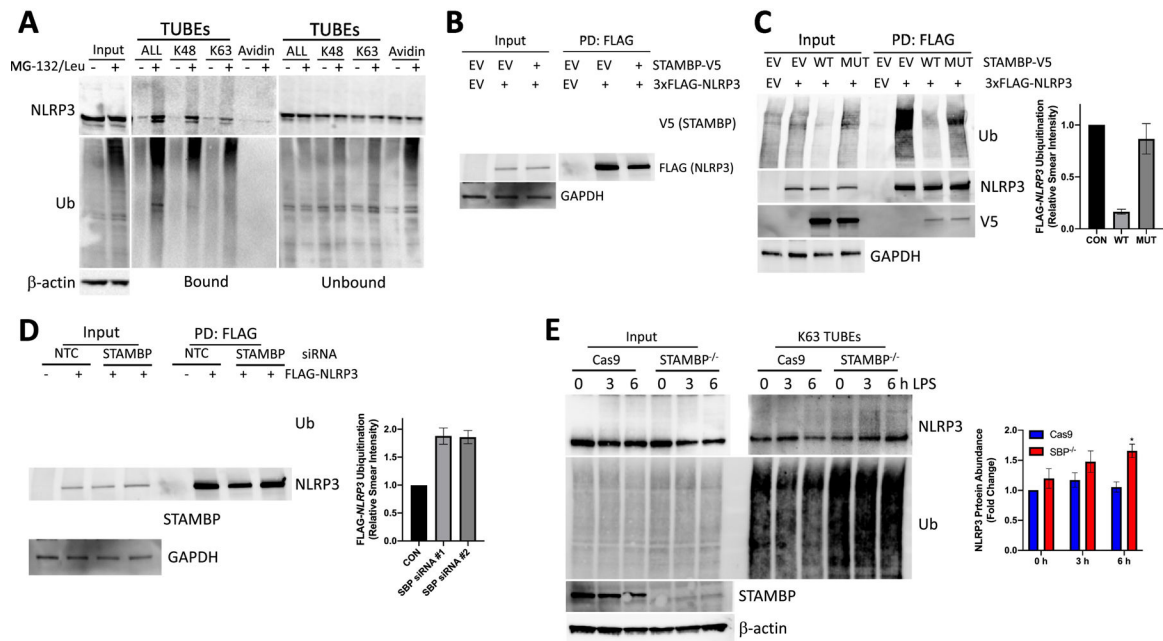 A
TUBEs TUBEs
Input ALL K48 K63 Avidin ALL K48 K63 Avidin
MG-132/Leu - + - + - + - + - + - + - + - + - +
NLRP3
Ub
β-actin
Bound Unbound
B
Input PD: FLAG
EV EV + EV EV + STAMBP-V5
EV + + EV + + 3xFLAG-NLRP3
V5 (STAMBP)
FLAG (NLRP3)
GAPDH
C
Input PD: FLAG
EV EV WT MUT EV EV WT MUT STAMBP-V5
EV + + + EV + + + 3xFLAG-NLRP3
Ub
NLRP3
V5
GAPDH
FLAG-NLRP3 Ubiquitination
(Relative Smear Intensity)
1.0
0.5
0.0
CON WT MUT
D
Input PD: FLAG
NTC STAMBP NTC STAMBP siRNA
- + + + - + + + FLAG-NLRP3
Ub
NLRP3
STAMBP
GAPDH
FLAG-NLRP3 Ubiquitination
(Relative Smear Intensity)
2.5
2.0
1.5
1.0
0.5
0.0
CON
SBP siRNA #1
SBP siRNA #2
E
Input K63 TUBEs
Cas9 STAMBP-/- Cas9 STAMBP-/-
0 3 6 0 3 6 0 3 6 0 3 6 h LPS
NLRP3
Ub
STAMBP
β-actin
NLRP3 Prtoein Abundance
(Fold Change)
2.0
1.5
1.0
0.5
0.0
Cas9
SBP-/-
*
0 h 3 h 6 h